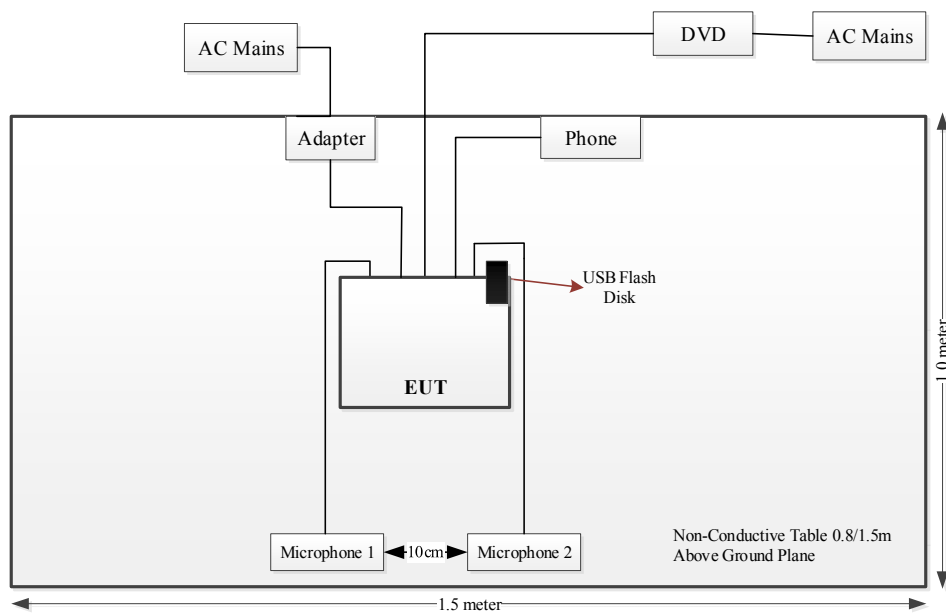 AC Mains
DVD
AC Mains
Adapter
Phone
USB Flash
Disk
EUT
1.0 meter
Non-Conductive Table 0.8/1.5m
Above Ground Plane
Microphone 1
10cm
Microphone 2
1.5 meter